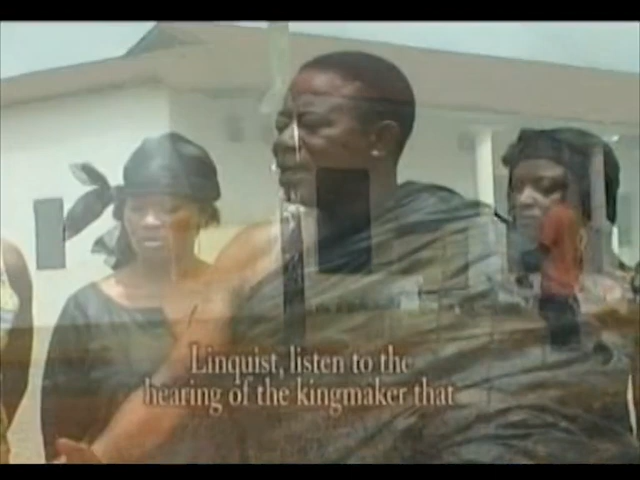 Linquist, listen to the
hearing of the kingmaker that